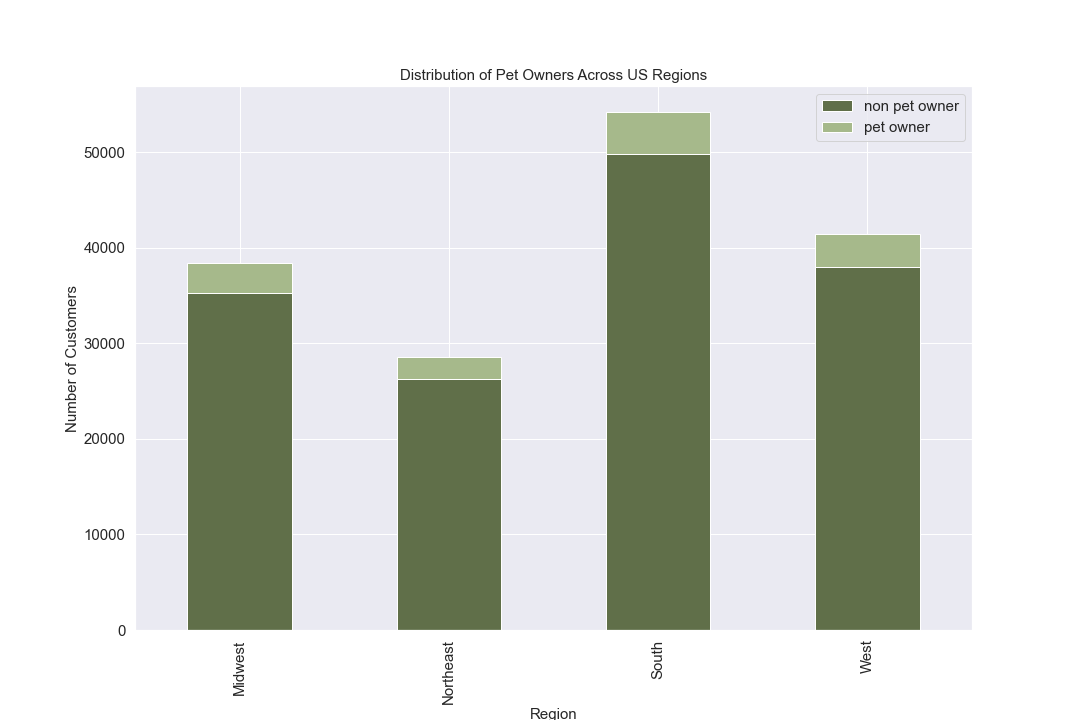 Distribution of Pet Owners Across US Regions
non pet owner
pet owner
Number of Customers
50000
40000
30000
20000
10000
0
Midwest
Northeast
South
West
Region